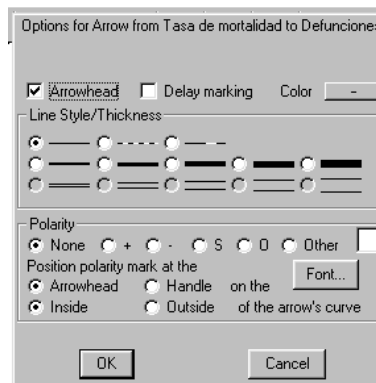 Options for Arrow from Tasa de mortalidad to Defunciones
Arrowhead Delay marking Color -
Line Style/Thickness
Polarity
None + - S O Other
Position polarity mark at the
Font...
Arrowhead Handle on the
Inside Outside of the arrow's curve
OK Cancel